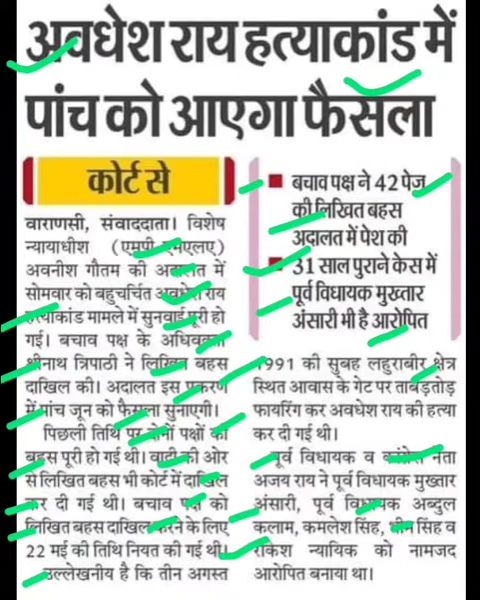 अवधेश राय हत्याकांड में
पांच को आएगा फैसला
कोर्ट से
वाराणसी, संवाददाता। विशेष
न्यायाधीश (एमपी एमएलए)
अवनीश गौतम की अदालत में
सोमवार को बहुचर्चित अवधेश राय
हत्याकांड मामले में सुनवाई पूरी हो
गई। बचाव पक्ष के अधिवक्ता
श्रीनाथ त्रिपाठी ने लिखित बहस
दाखिल की। अदालत इस प्रकरण
में पांच जून को फैसला सुनाएगी।
पिछली तिथि पर दोनों पक्षों की
बहस पूरी हो गई थी। वादी की ओर
से लिखित बहस भी कोर्ट में दाखिल
कर दी गई थी। बचाव पक्ष को
लिखित बहस दाखिल करने के लिए
22 मई की तिथि नियत की गई थी।
उल्लेखनीय है कि तीन अगस्त
बचाव पक्ष ने 42 पेज
की लिखित बहस
अदालत में पेश की
31 साल पुराने केस में
पूर्व विधायक मुख्तार
अंसारी भी है आरोपित
1991 की सुबह लहुराबीर क्षेत्र
स्थित आवास के गेट पर ताबड़तोड़
फायरिंग कर अवधेश राय की हत्या
कर दी गई थी।
पूर्व विधायक व कांग्रेस नेता
अजय राय ने पूर्व विधायक मुख्तार
अंसारी, पूर्व विधायक अब्दुल
कलाम, कमलेश सिंह, भीम सिंह व
राकेश न्यायिक को नामजद
आरोपित बनाया था।